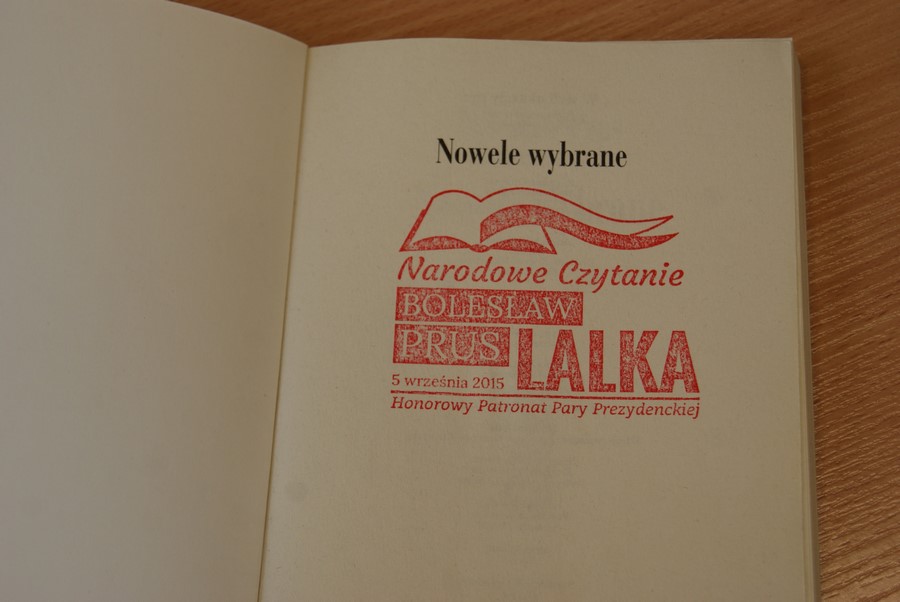 Nowele wybrane
Narodowe Czytanie
BOLESŁAW
PRUS LALKA
5 września 2015
Honorowy Patronat Pary Prezydenckiej